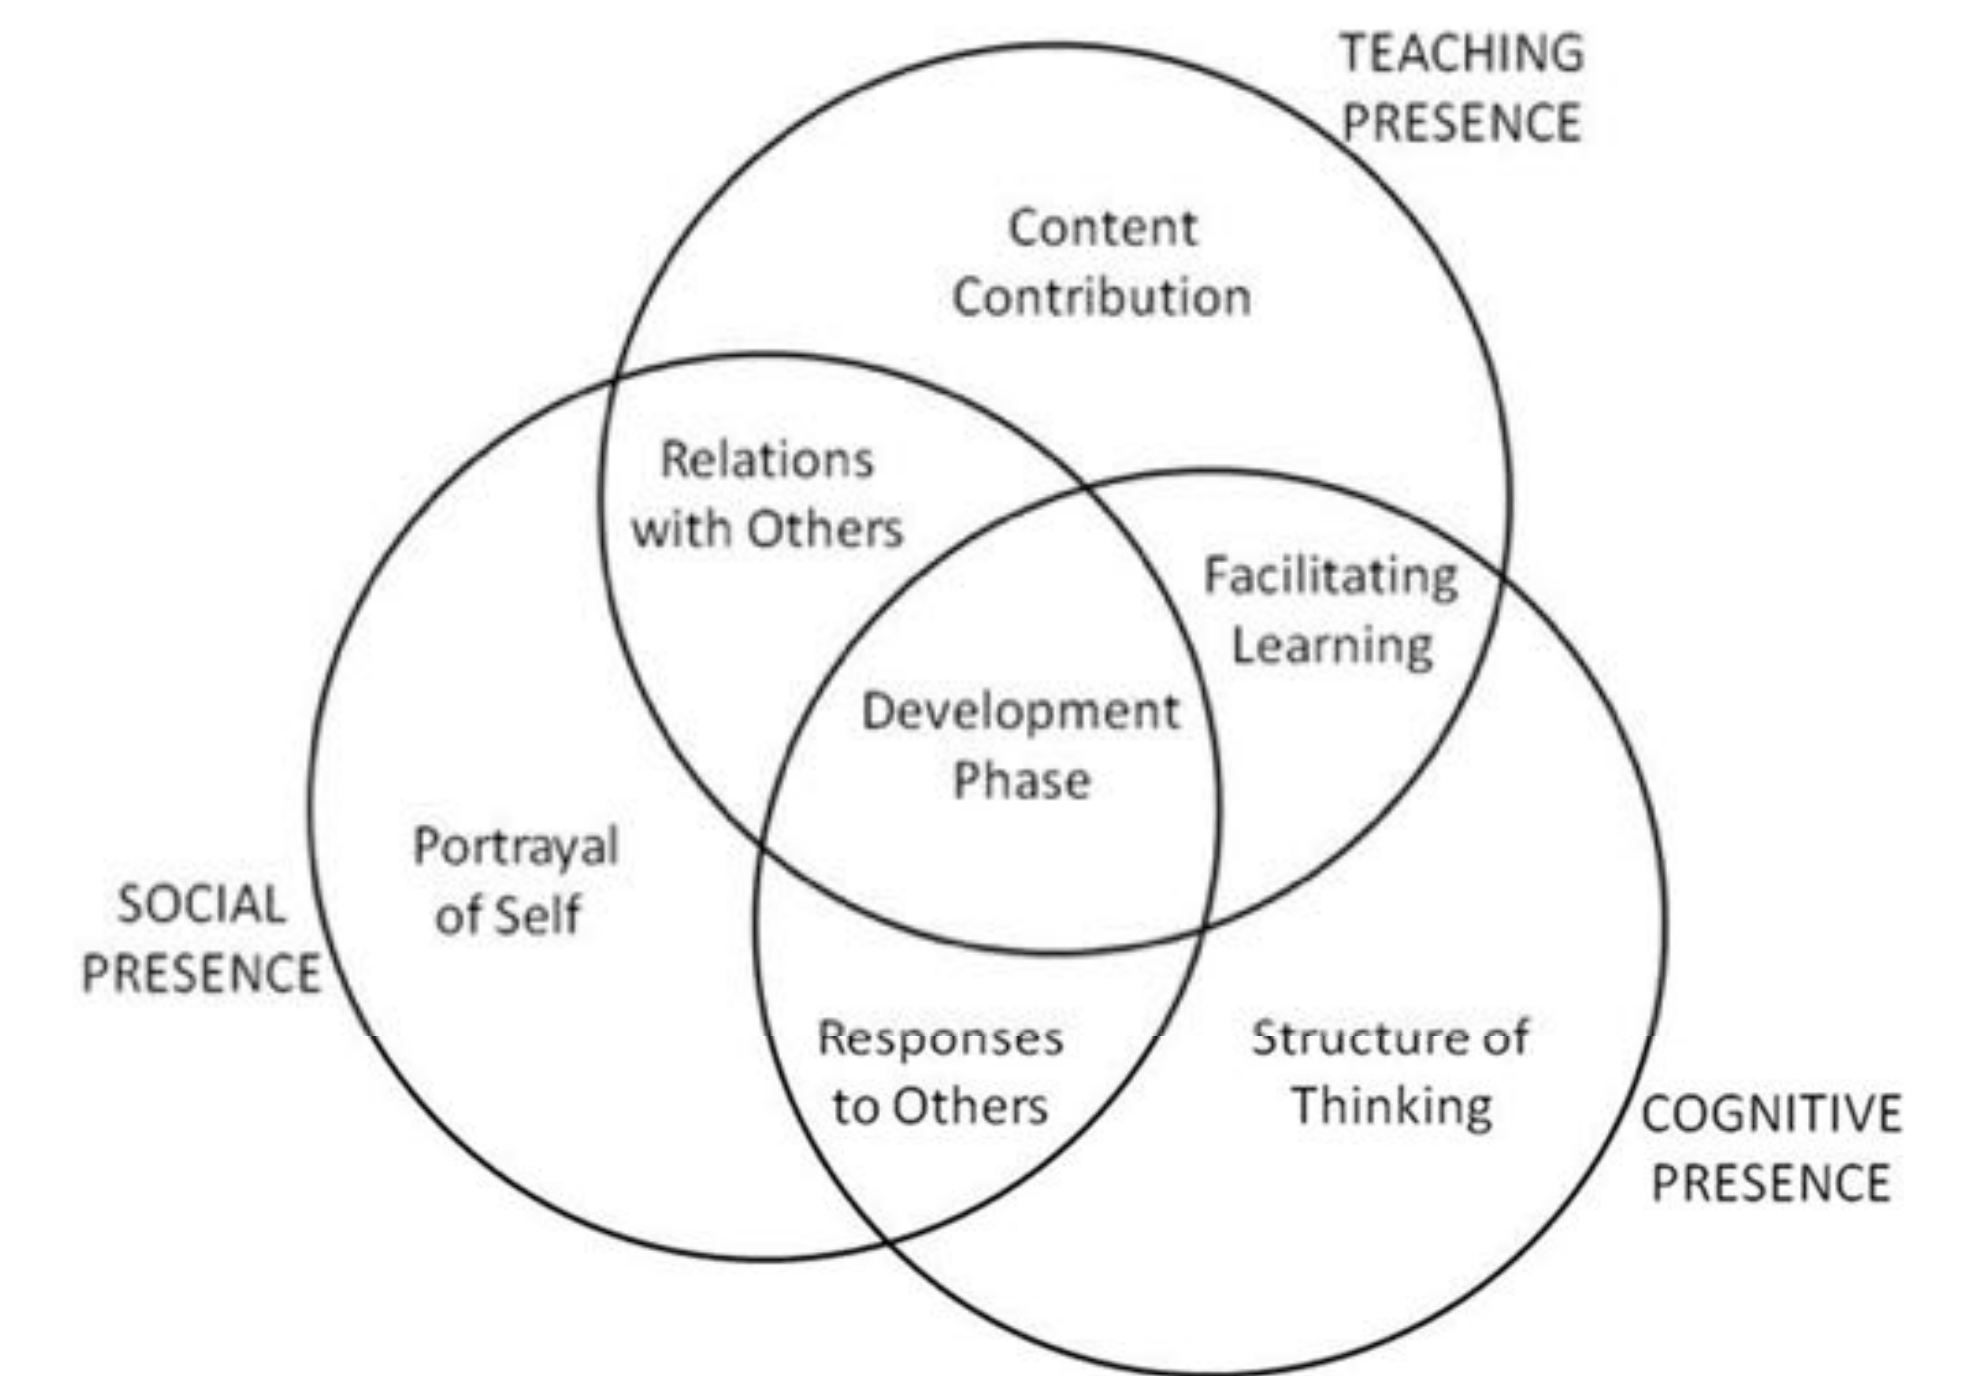 TEACHING
PRESENCE
Content
Contribution
Relations
with Others
Facilitating
Learning
Development
Phase
Portrayal
of Self
SOCIAL
PRESENCE
Responses
to Others
Structure of
Thinking
COGNITIVE
PRESENCE